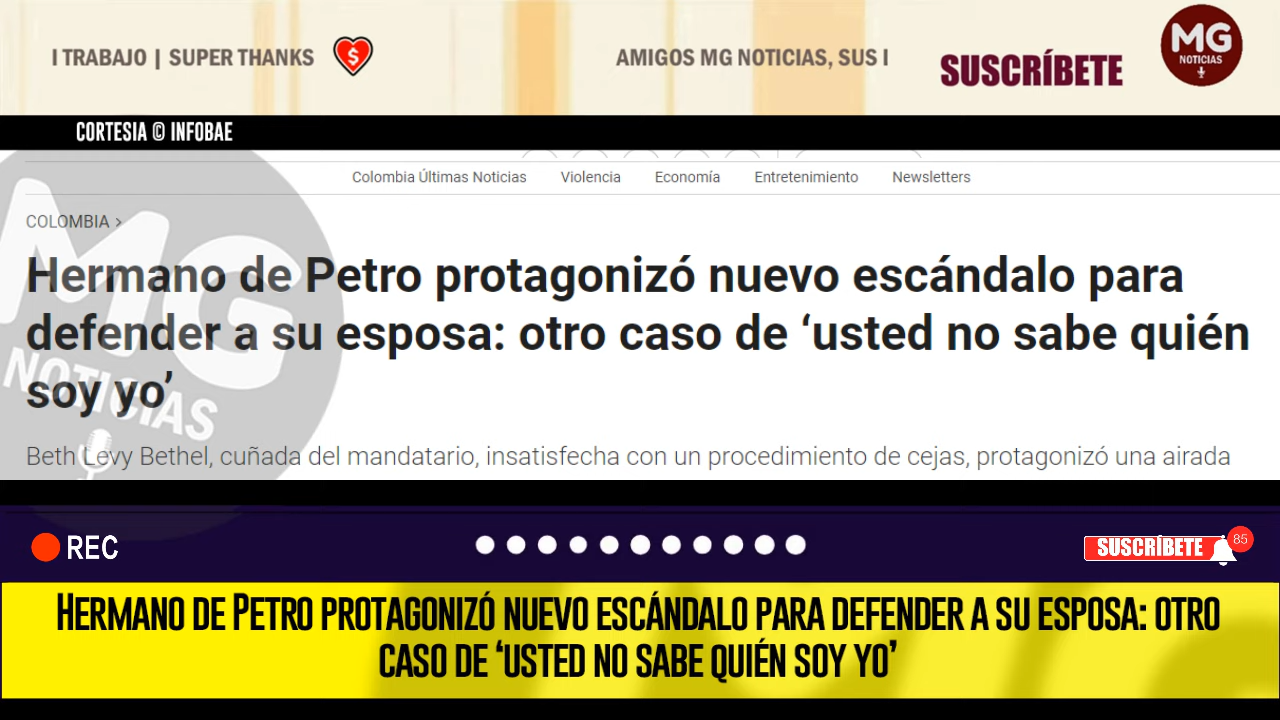 I TRABAJO | SUPER THANKS
AMIGOS MG NOTICIAS, SUS I
SUSCRÍBETE
MG
NOTICIAS
CORTESIA © INFOBAE
Colombia Últimas Noticias Violencia Economía Entretenimiento Newsletters
COLOMBIA >
Hermano de Petro protagonizó nuevo escándalo para
defender a su esposa: otro caso de ‘usted no sabe quién
soy yo’
MG
NOTICIAS
Beth Levy Bethel, cuñada del mandatario, insatisfecha con un procedimiento de cejas, protagonizó una airada
REC
SUSCRÍBETE
85
HERMANO DE PETRO PROTAGONIZÓ NUEVO ESCÁNDALO PARA DEFENDER A SU ESPOSA: OTRO
CASO DE ‘USTED NO SABE QUIÉN SOY YO’